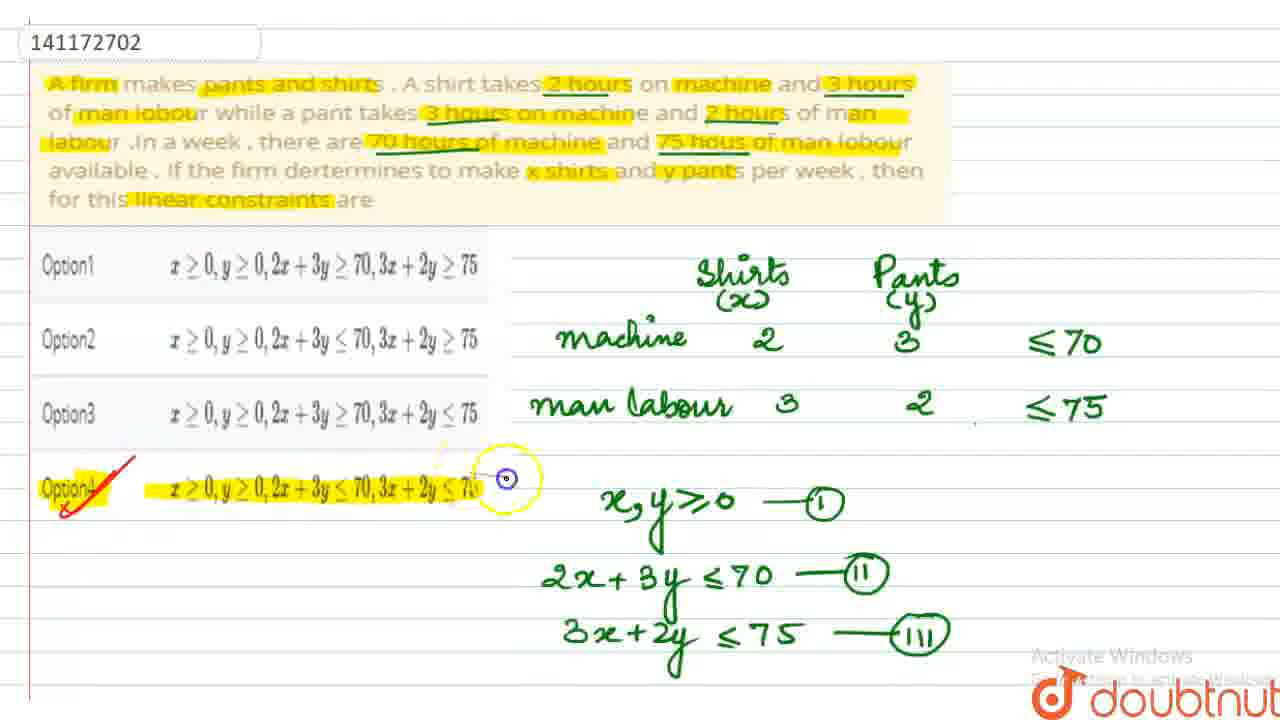 141172702
A firm makes pants and shirts . A shirt takes 2 hours on machine and 3 hours
of man labour while a pant takes 3 hours on machine and 2 hours of man
labour .In a week , there are 70 hours of machine and 75 hous of man lobour
available . If the firm dertermines to make x shirts and y pants per week , then
for this linear constraints are
Option1 x ≥ 0, y ≥ 0, 2x + 3y ≥ 70, 3x + 2y ≥ 75
Option2 x ≥ 0, y ≥ 0, 2x + 3y ≤ 70, 3x + 2y ≥ 75
Option3 x ≥ 0, y ≥ 0, 2x + 3y ≥ 70, 3x + 2y ≤ 75
Option4 x ≥ 0, y ≥ 0, 2x + 3y ≤ 70, 3x + 2y ≤ 75
Shirts Pants
(x) (y)
machine 2 3 ≤ 70
man labour 3 2 ≤ 75
x, y ≥ 0 — I
2x + 3y ≤ 70 — II
3x + 2y ≤ 75 — III
Activate Windows
doubtnut